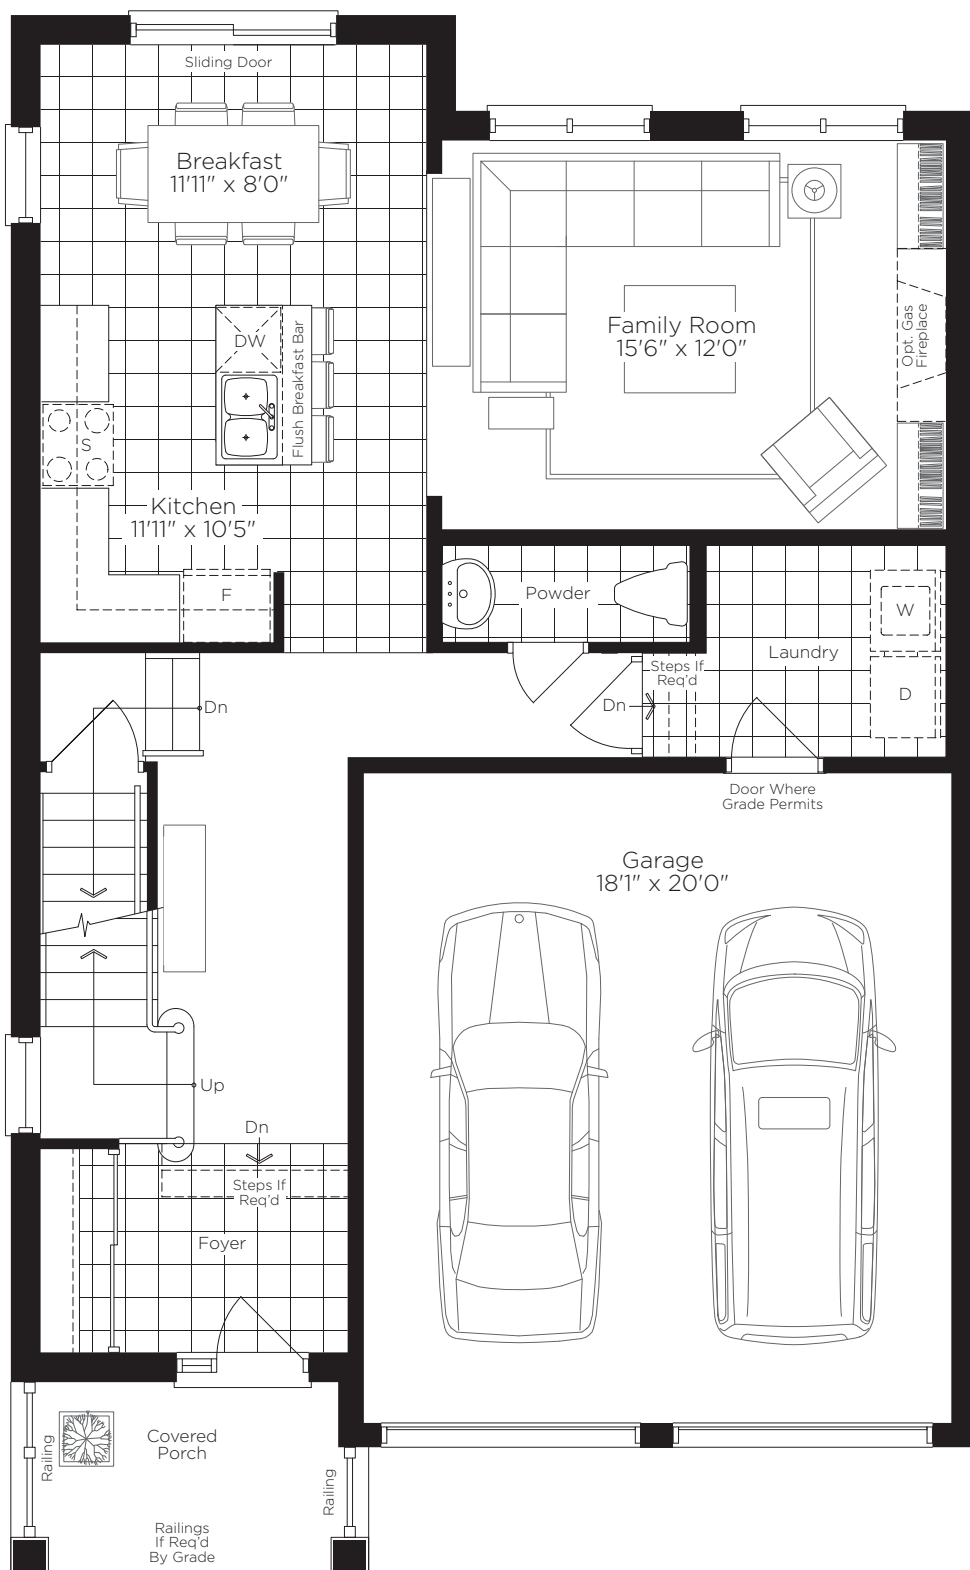 Sliding Door
Breakfast
11'11" x 8'0"
Family Room
15'6" x 12'0"
Opt. Gas
Fireplace
DW
Flush Breakfast Bar
S
Kitchen
11'11" x 10'5"
F
Powder
W
Laundry
Steps If
Req'd
D
Dn
Dn
Door Where
Grade Permits
Garage
18'1" x 20'0"
Up
Dn
Steps If
Req'd
Foyer
Covered
Porch
Railing
Railing
Railings
If Req'd
By Grade